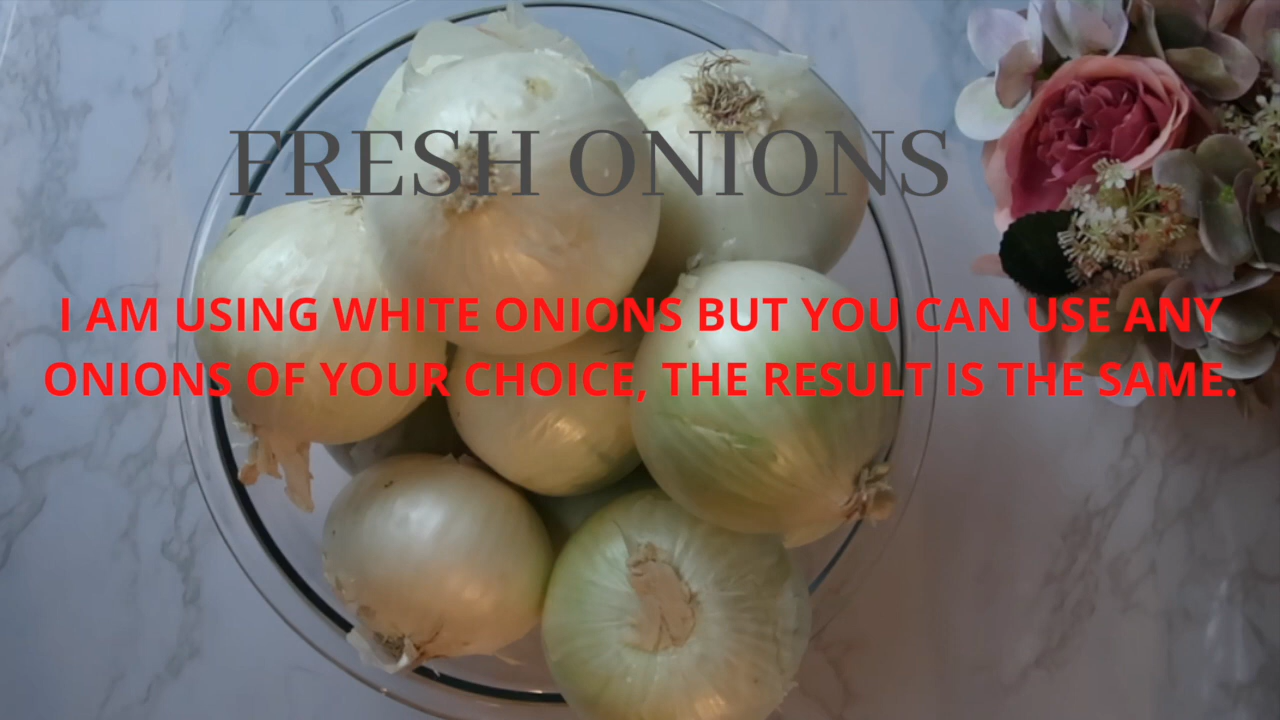 FRESH ONIONS
I AM USING WHITE ONIONS BUT YOU CAN USE ANY
ONIONS OF YOUR CHOICE, THE RESULT IS THE SAME.